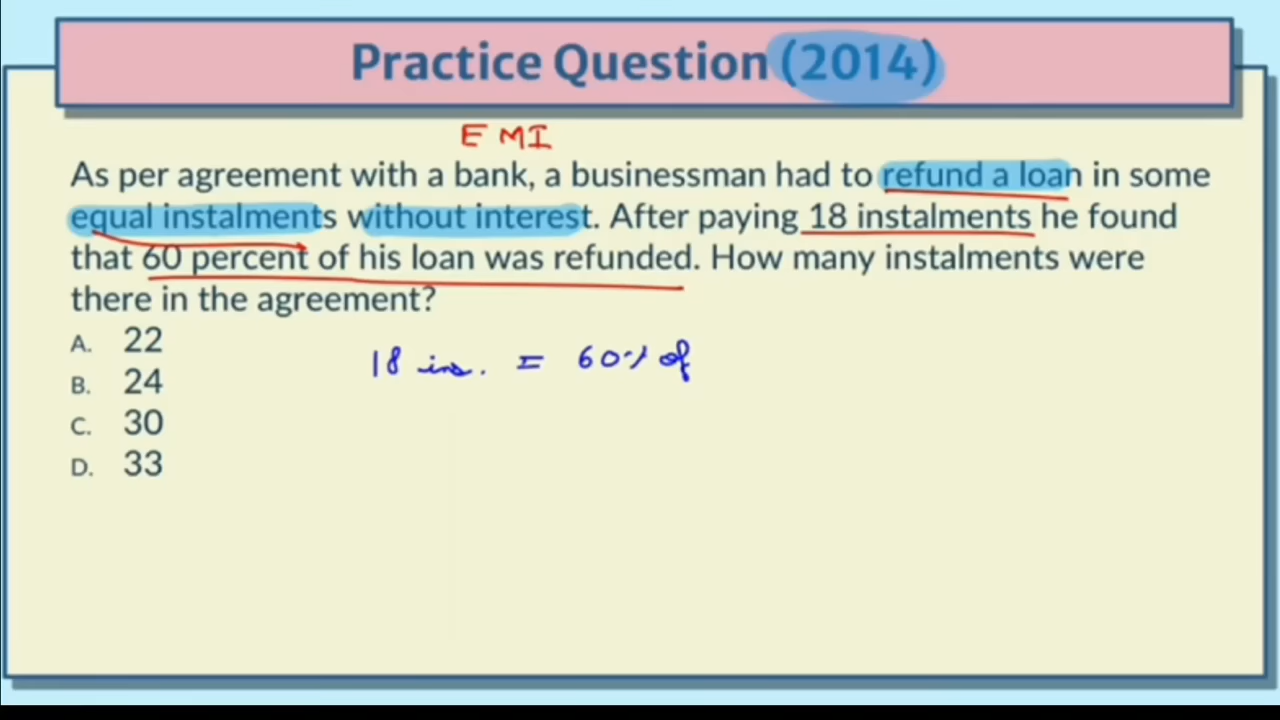 Practice Question (2014)
E MI
As per agreement with a bank, a businessman had to refund a loan in some
equal instalments without interest. After paying 18 instalments he found
that 60 percent of his loan was refunded. How many instalments were
there in the agreement?
A. 22
B. 24
C. 30
D. 33
18 ins. = 60% of